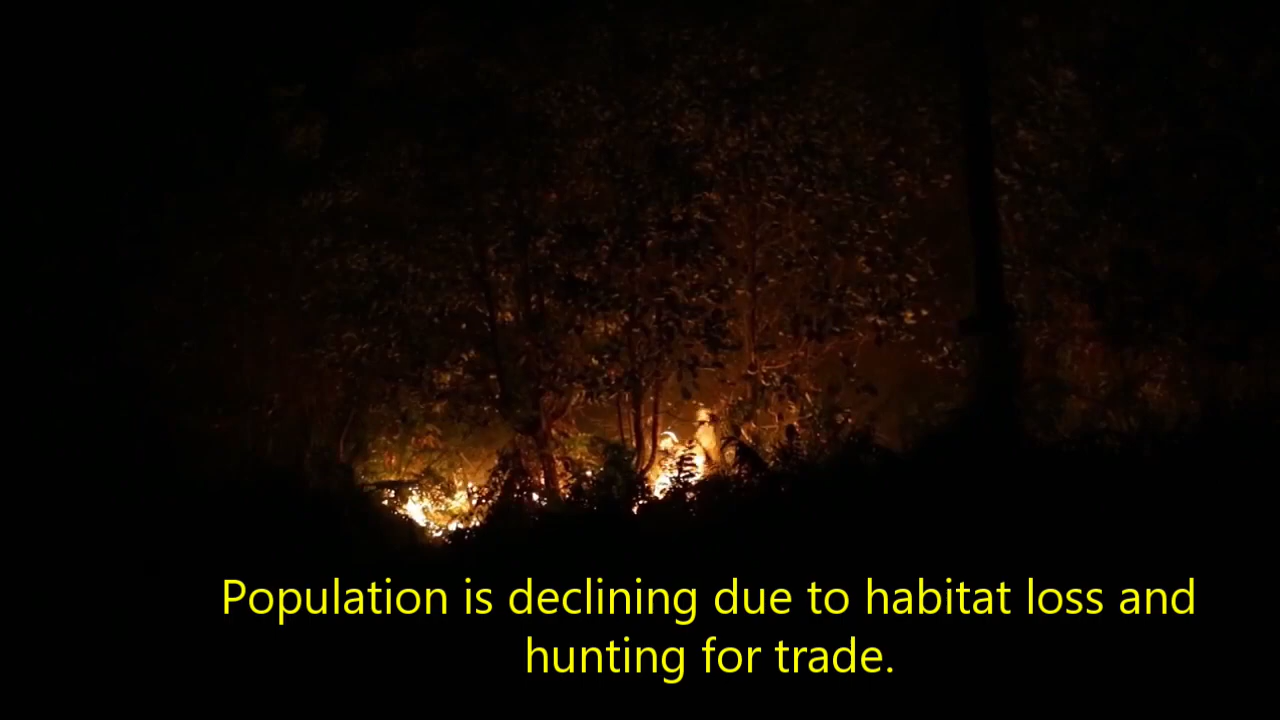 Population is declining due to habitat loss and
hunting for trade.